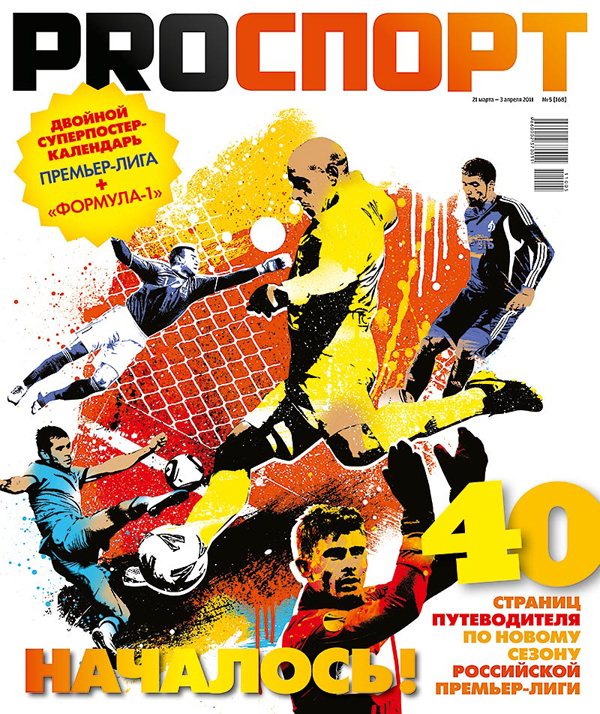 PROСПОРТ
21 марта – 3 апреля 2011 №5 [168]
ДВОЙНОЙ
СУПЕРПОСТЕР-
КАЛЕНДАРЬ
ПРЕМЬЕР-ЛИГА
+
«ФОРМУЛА-1»
40
СТРАНИЦ
ПУТЕВОДИТЕЛЯ
ПО НОВОМУ
СЕЗОНУ
РОССИЙСКОЙ
ПРЕМЬЕР-ЛИГИ
НАЧАЛОСЬ!